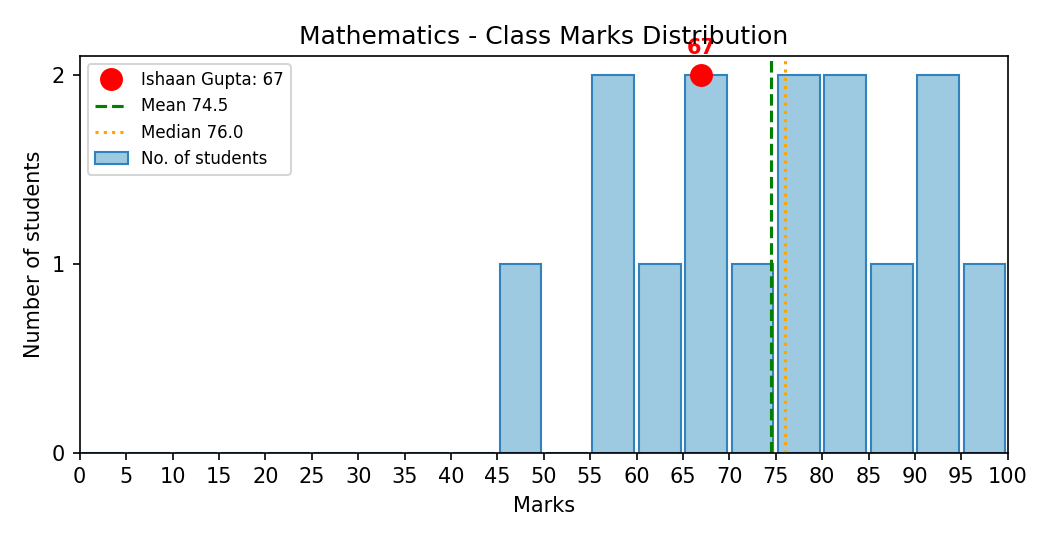 Mathematics - Class Marks Distribution
67
Ishaan Gupta: 67
Mean 74.5
Median 76.0
No. of students
Number of students
2
1
0
0 5 10 15 20 25 30 35 40 45 50 55 60 65 70 75 80 85 90 95 100
Marks